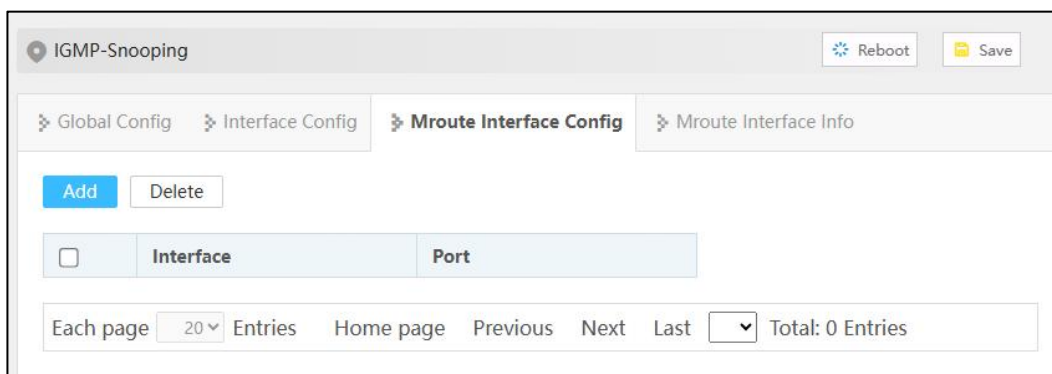 IGMP-Snooping Reboot Save
Global Config Interface Config Mroute Interface Config Mroute Interface Info
Add Delete
Interface Port
Each page 20 Entries Home page Previous Next Last Total: 0 Entries